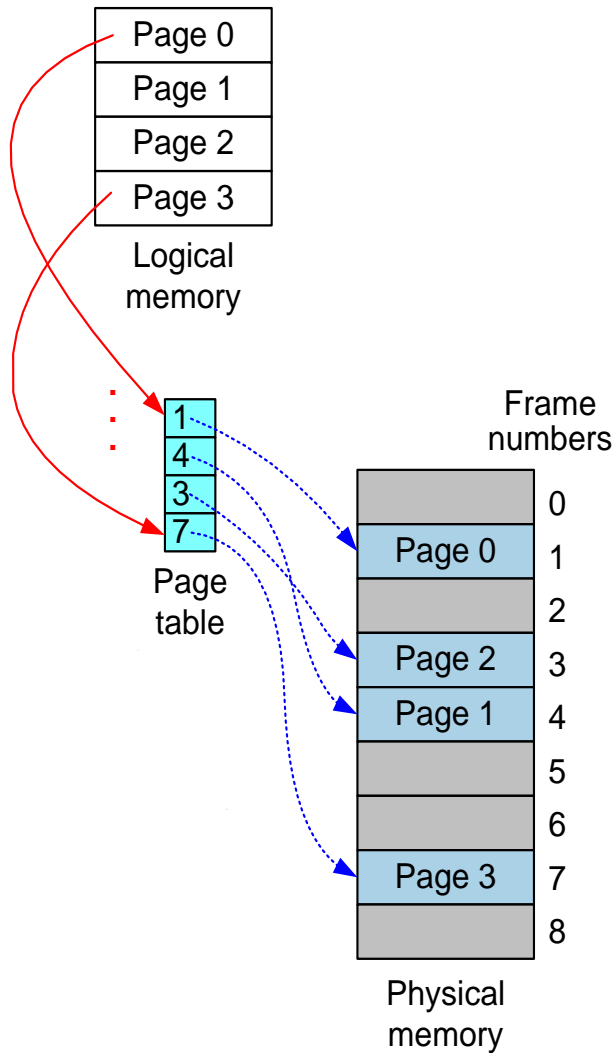 Page 0
Page 1
Page 2
Page 3
Logical
memory
1
4
3
7
Page
table
Frame
numbers
0
Page 0 1
2
Page 2 3
Page 1 4
5
6
Page 3 7
8
Physical
memory